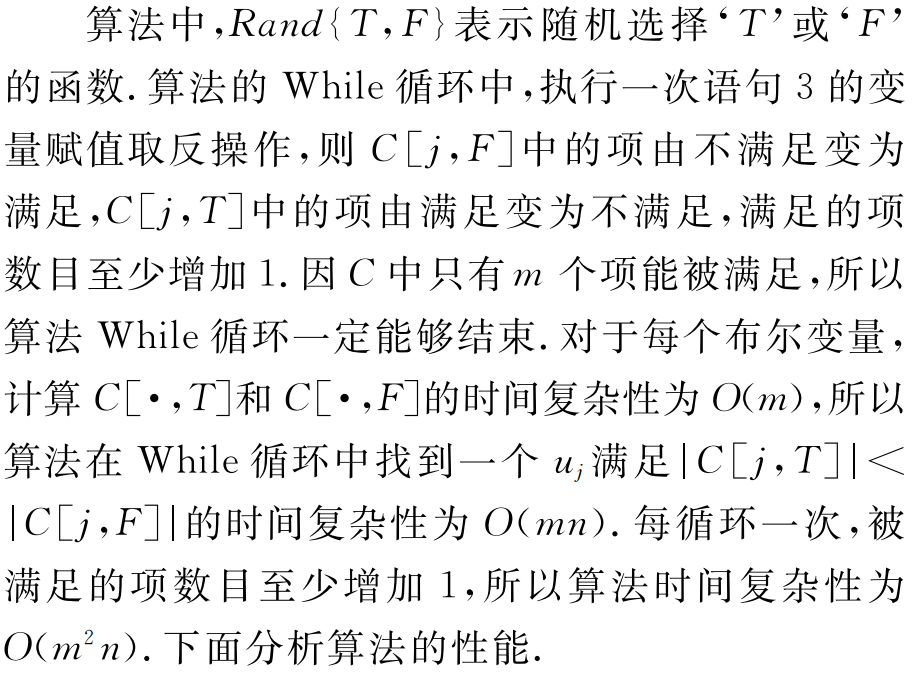 算法中,Rand{T,F}表示随机选择‘T’或‘F’
的函数.算法的 While 循环中,执行一次语句 3 的变
量赋值取反操作,则 C[j,F]中的项由不满足变为
满足,C[j,T]中的项由满足变为不满足,满足的项
数目至少增加 1.因 C 中只有 m 个项能被满足,所以
算法 While 循环一定能够结束.对于每个布尔变量,
计算 C[•,T]和 C[•,F]的时间复杂性为 O(m),所以
算法在 While 循环中找到一个 uⱼ满足|C[j,T]|<
|C[j,F]|的时间复杂性为 O(mn).每循环一次,被
满足的项数目至少增加 1,所以算法时间复杂性为
O(m²n).下面分析算法的性能.